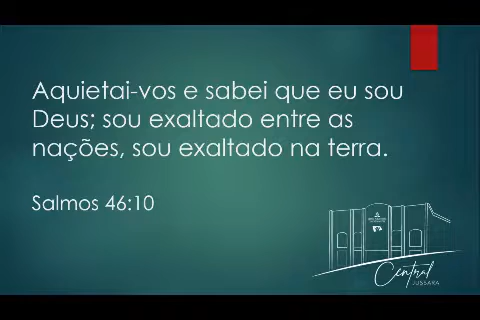 Aquietai-vos e sabei que eu sou
Deus; sou exaltado entre as
nações, sou exaltado na terra.
Salmos 46:10
Central
JUSSARA